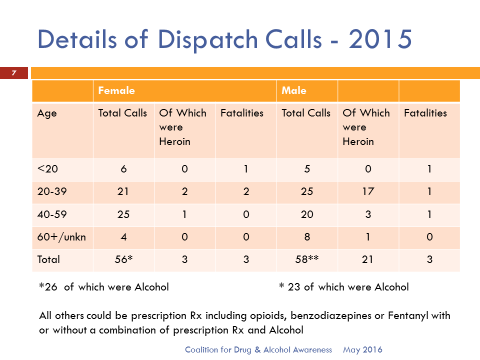 Details of Dispatch Calls - 2015
7
Female Male
Age Total Calls Of Which were Heroin Fatalities Total Calls Of Which were Heroin Fatalities
<20 6 0 1 5 0 1
20-39 21 2 2 25 17 1
40-59 25 1 0 20 3 1
60+/unkn 4 0 0 8 1 0
Total 56* 3 3 58** 21 3
*26 of which were Alcohol * 23 of which were Alcohol
All others could be prescription Rx including opioids, benzodiazepines or Fentanyl with
or without a combination of prescription Rx and Alcohol
Coalition for Drug & Alcohol Awareness May 2016